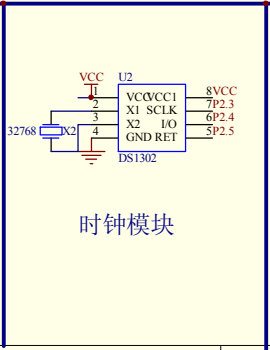 VCC U2
1 VCC VCC1 8 VCC
2 X1 SCLK 7 P2.3
3 X2 I/O 6 P2.4
4 GND RET 5 P2.5
32768 X2
DS1302
时钟模块